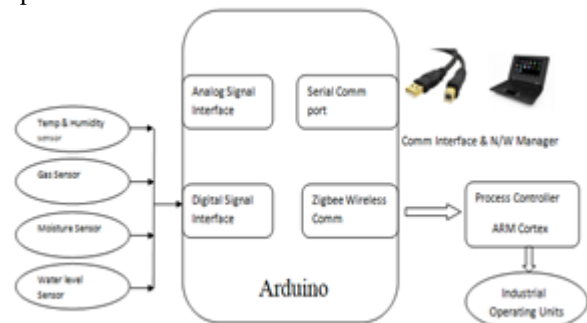 Analog Signal
Interface
Serial Comm
port
Temp & Humidity
sensor
Comm Interface & N/W Manager
Gas Sensor
Digital Signal
Interface
Zigbee Wireless
Comm
Process Controller
ARM Cortex
Moisture Sensor
Water level
Sensor
Arduino
Industrial
Operating Units